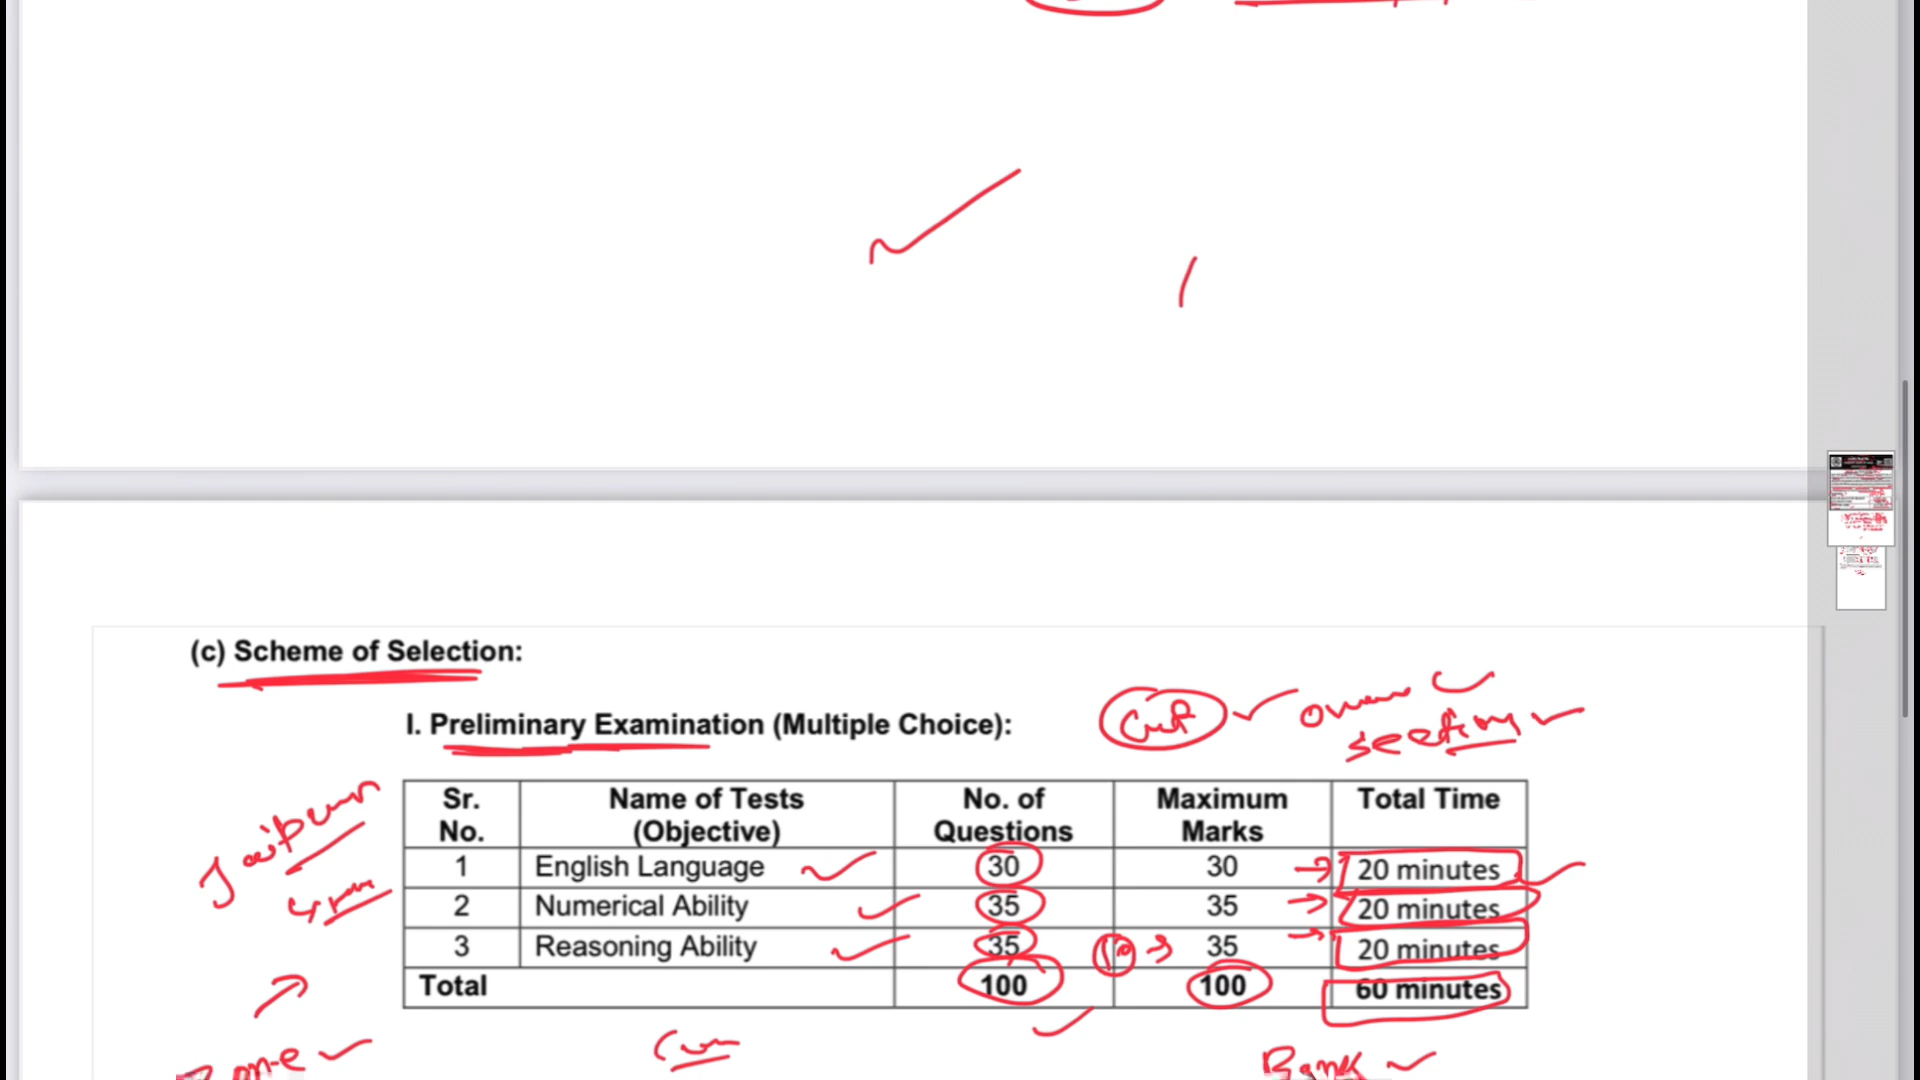 (c) Scheme of Selection:
I. Preliminary Examination (Multiple Choice):
Sr. No. Name of Tests (Objective) No. of Questions Maximum Marks Total Time
1 English Language 30 30 20 minutes
2 Numerical Ability 35 35 20 minutes
3 Reasoning Ability 35 35 20 minutes
Total 100 100 60 minutes
Bank